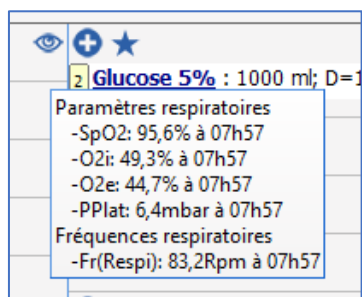 2 Glucose 5% : 1000 ml; D=1
Paramètres respiratoires
-SpO2: 95,6% à 07h57
-O2i: 49,3% à 07h57
-O2e: 44,7% à 07h57
-PPlat: 6,4mbar à 07h57
Fréquences respiratoires
-Fr(Respi): 83,2Rpm à 07h57